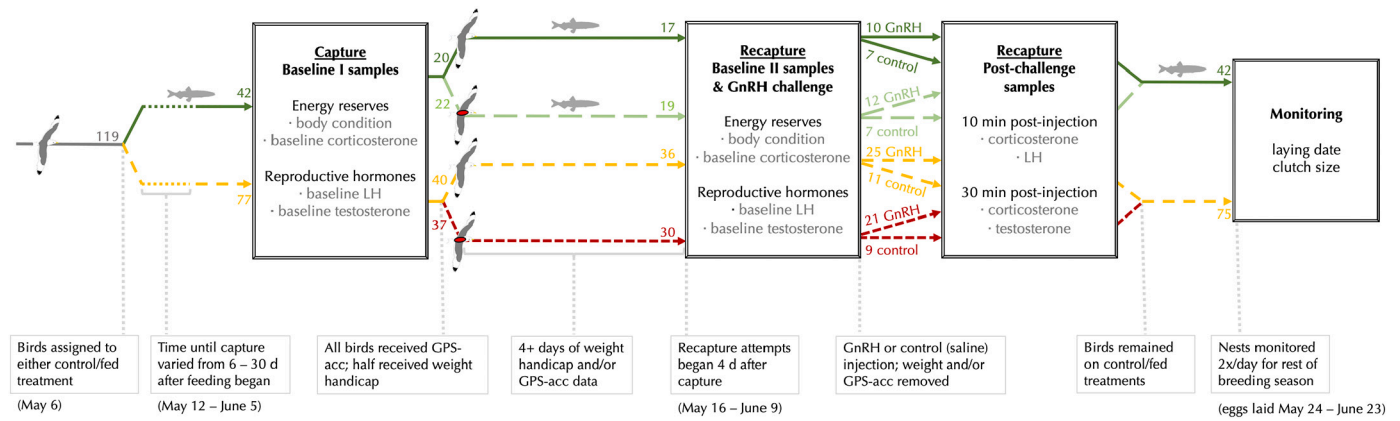 119
42
77
Capture
Baseline I samples
Energy reserves
· body condition
· baseline corticosterone
Reproductive hormones
· baseline LH
· baseline testosterone
20
22
40
37
17
19
36
30
Recapture
Baseline II samples
& GnRH challenge
Energy reserves
· body condition
· baseline corticosterone
Reproductive hormones
· baseline LH
· baseline testosterone
10 GnRH
7 control
12 GnRH
7 control
25 GnRH
11 control
21 GnRH
9 control
Recapture
Post-challenge
samples
10 min post-injection
· corticosterone
· LH
30 min post-injection
· corticosterone
· testosterone
42
75
Monitoring
laying date
clutch size
Birds assigned to
either control/fed
treatment
(May 6)
Time until capture
varied from 6 – 30 d
after feeding began
(May 12 – June 5)
All birds received GPS-
acc; half received weight
handicap
4+ days of weight
handicap and/or
GPS-acc data
Recapture attempts
began 4 d after
capture
(May 16 – June 9)
GnRH or control (saline)
injection; weight and/or
GPS-acc removed
Birds remained
on control/fed
treatments
Nests monitored
2x/day for rest of
breeding season
(eggs laid May 24 – June 23)